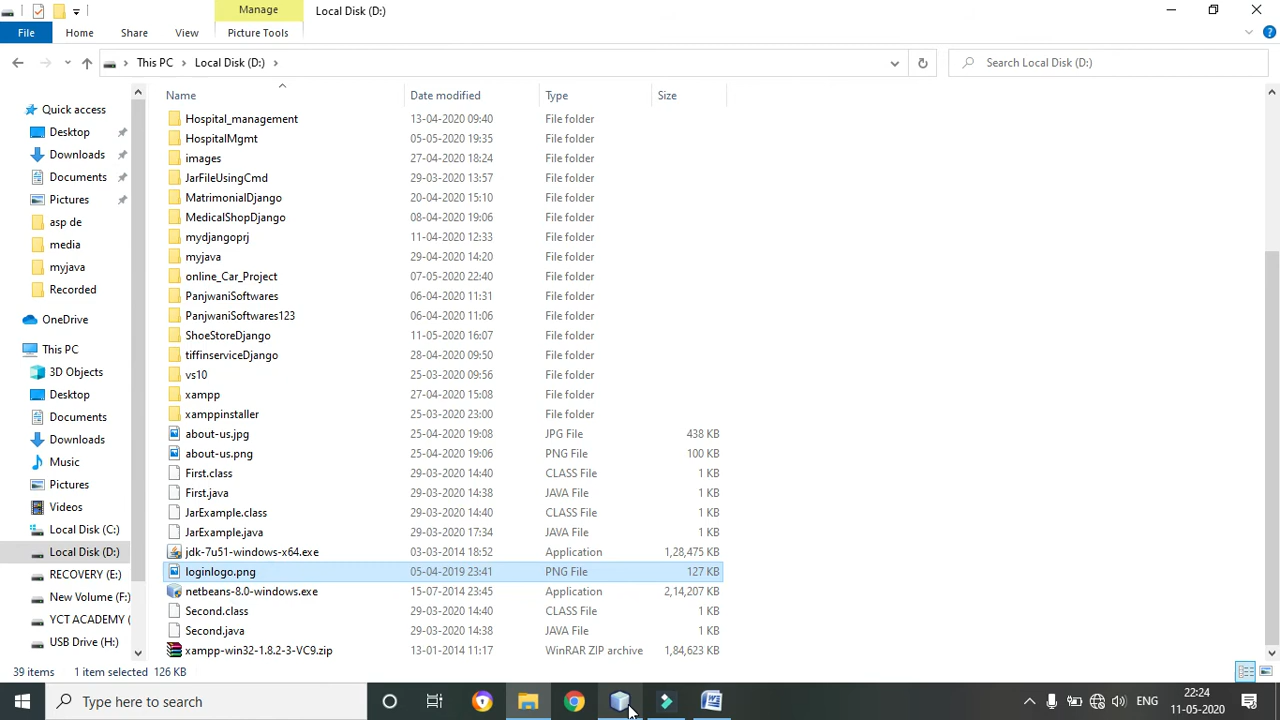 Manage
Local Disk (D:)
File
Home
Share
View
Picture Tools
This PC
Local Disk (D:)
Search Local Disk (D:)
Name
Date modified
Type
Size
Quick access
Desktop
Downloads
Documents
Pictures
asp de
media
myjava
Recorded
OneDrive
This PC
3D Objects
Desktop
Documents
Downloads
Music
Pictures
Videos
Local Disk (C:)
Local Disk (D:)
RECOVERY (E:)
New Volume (F:)
YCT ACADEMY (
USB Drive (H:)
Hospital_management 13-04-2020 09:40 File folder
HospitalMgmt 05-05-2020 19:35 File folder
images 27-04-2020 18:24 File folder
JarFileUsingCmd 29-03-2020 13:57 File folder
MatrimonialDjango 20-04-2020 15:10 File folder
MedicalShopDjango 08-04-2020 19:06 File folder
mydjangoprj 11-04-2020 12:33 File folder
myjava 29-04-2020 14:20 File folder
online_Car_Project 07-05-2020 22:40 File folder
PanjwaniSoftwares 06-04-2020 11:31 File folder
PanjwaniSoftwares123 06-04-2020 11:06 File folder
ShoeStoreDjango 11-05-2020 16:07 File folder
tiffinserviceDjango 28-04-2020 09:50 File folder
vs10 25-03-2020 09:56 File folder
xampp 27-04-2020 15:08 File folder
xamppinstaller 25-03-2020 23:00 File folder
about-us.jpg 25-04-2020 19:08 JPG File 438 KB
about-us.png 25-04-2020 19:06 PNG File 100 KB
First.class 29-03-2020 14:40 CLASS File 1 KB
First.java 29-03-2020 14:38 JAVA File 1 KB
JarExample.class 29-03-2020 14:40 CLASS File 1 KB
JarExample.java 29-03-2020 17:34 JAVA File 1 KB
jdk-7u51-windows-x64.exe 03-03-2014 18:52 Application 1,28,475 KB
loginlogo.png 05-04-2019 23:41 PNG File 127 KB
netbeans-8.0-windows.exe 15-07-2014 23:45 Application 2,14,207 KB
Second.class 29-03-2020 14:40 CLASS File 1 KB
Second.java 29-03-2020 14:38 JAVA File 1 KB
xampp-win32-1.8.2-3-VC9.zip 13-01-2014 11:17 WinRAR ZIP archive 1,84,623 KB
39 items 1 item selected 126 KB
Type here to search
ENG
22:24
11-05-2020